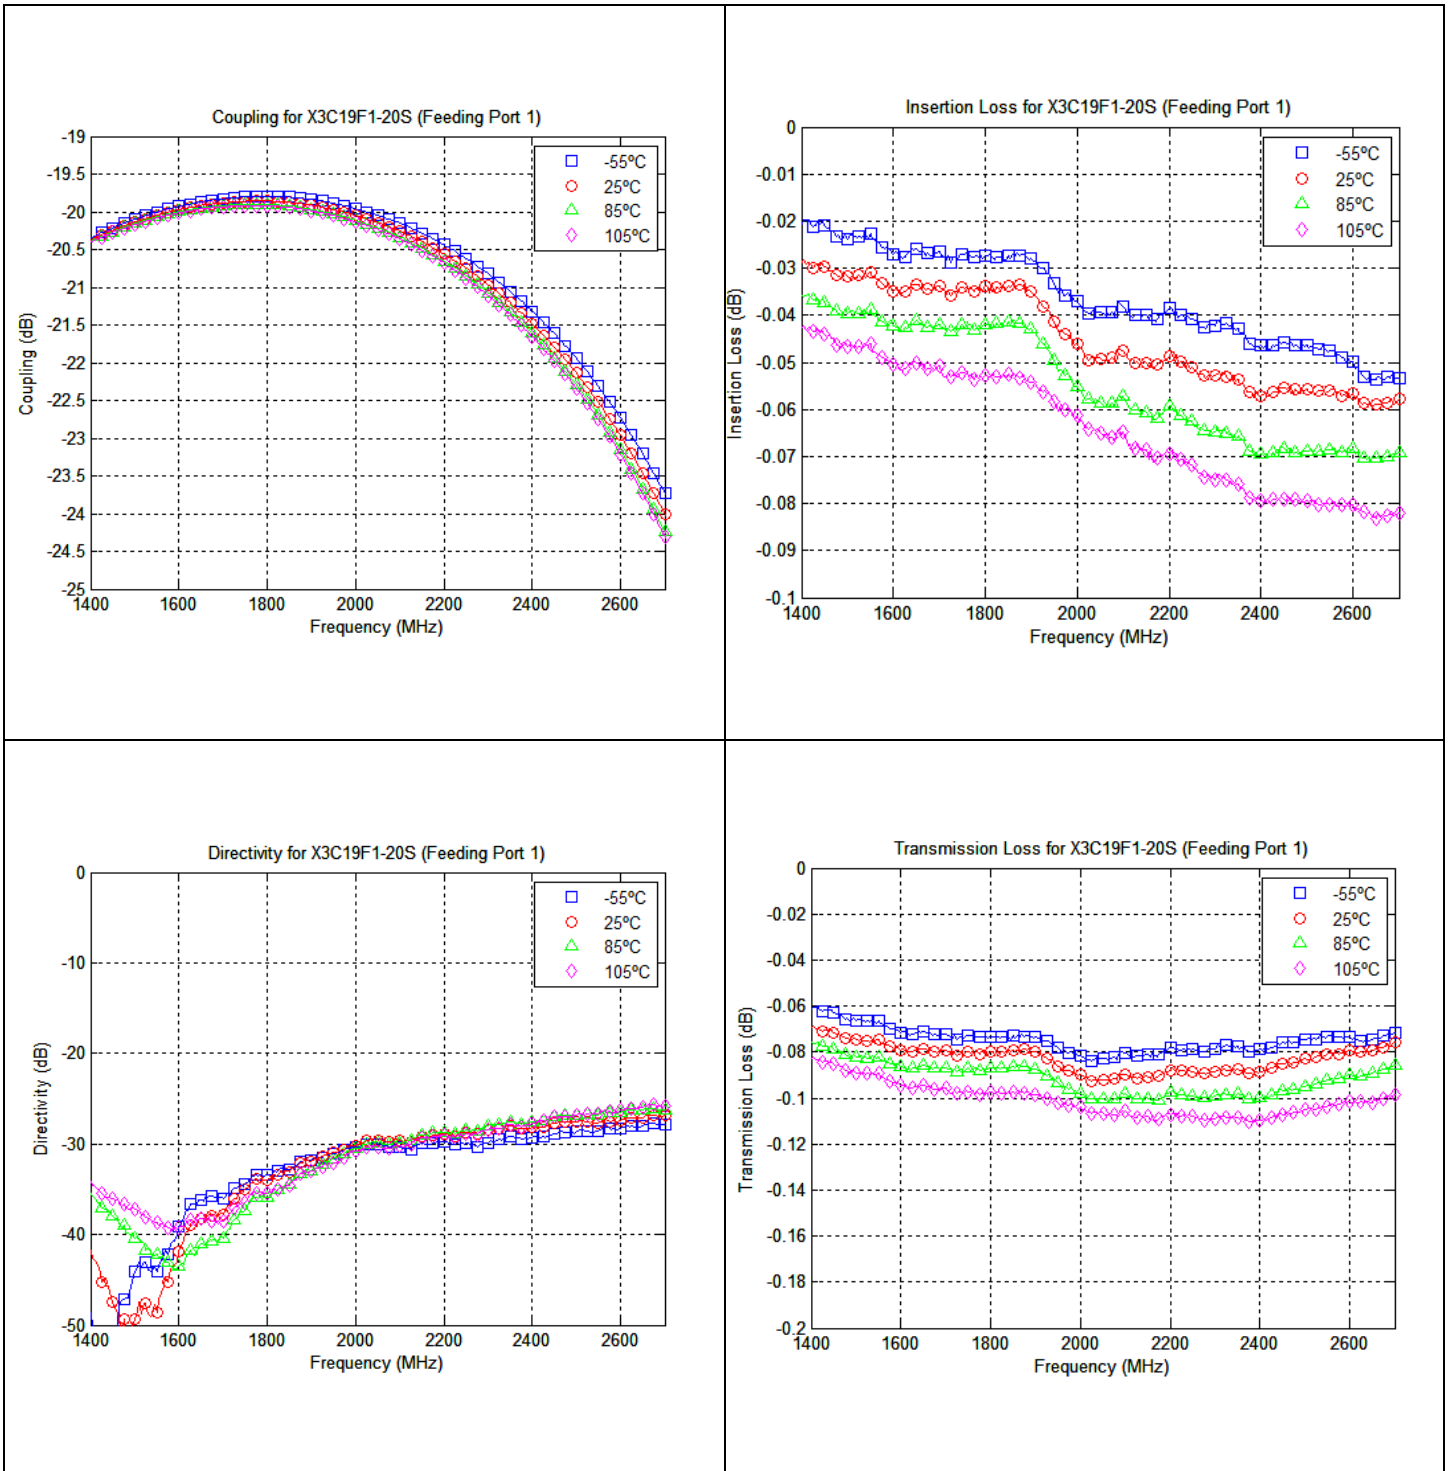 Coupling for X3C19F1-20S (Feeding Port 1)
-19
-19.5
-20
-20.5
-21
-21.5
-22
-22.5
-23
-23.5
-24
-24.5
-25
Coupling (dB)
-55ºC
25ºC
85ºC
105ºC
1400 1600 1800 2000 2200 2400 2600
Frequency (MHz)
Insertion Loss for X3C19F1-20S (Feeding Port 1)
0
-0.01
-0.02
-0.03
-0.04
-0.05
-0.06
-0.07
-0.08
-0.09
-0.1
Insertion Loss (dB)
-55ºC
25ºC
85ºC
105ºC
1400 1600 1800 2000 2200 2400 2600
Frequency (MHz)
Directivity for X3C19F1-20S (Feeding Port 1)
0
-10
-20
-30
-40
-50
Directivity (dB)
-55ºC
25ºC
85ºC
105ºC
1400 1600 1800 2000 2200 2400 2600
Frequency (MHz)
Transmission Loss for X3C19F1-20S (Feeding Port 1)
0
-0.02
-0.04
-0.06
-0.08
-0.1
-0.12
-0.14
-0.16
-0.18
-0.2
Transmission Loss (dB)
-55ºC
25ºC
85ºC
105ºC
1400 1600 1800 2000 2200 2400 2600
Frequency (MHz)